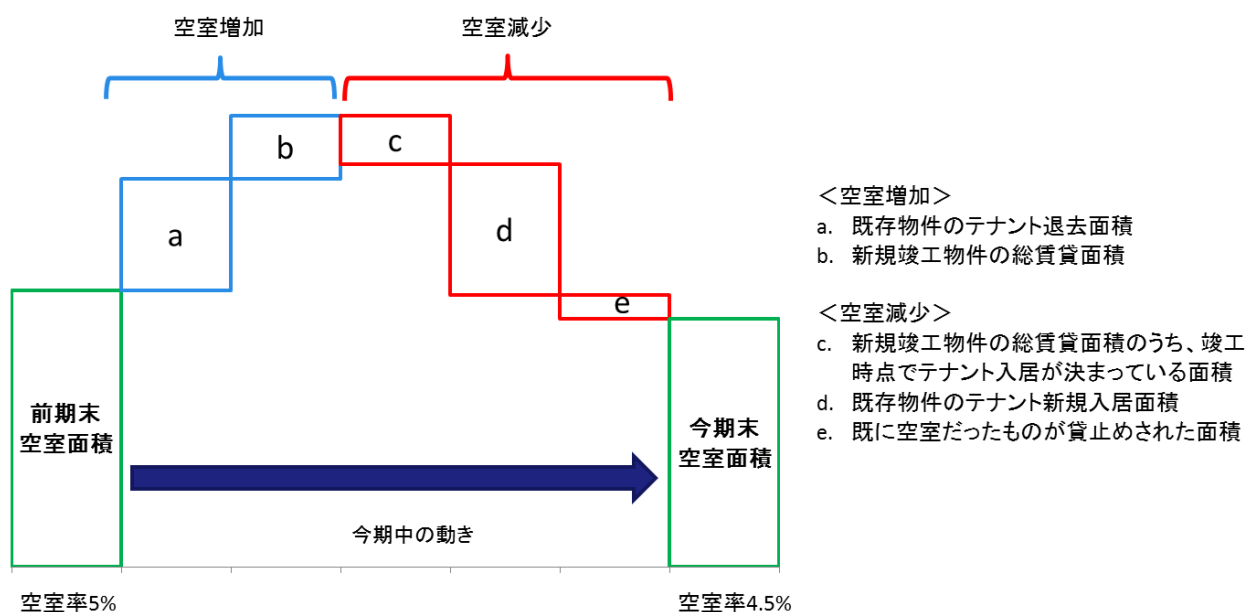 空室増加
空室減少
b
c
a
d
e
前期末
空室面積
今期末
空室面積
今期中の動き
空室率5%
空室率4.5%
＜空室増加＞
a. 既存物件のテナント退去面積
b. 新規竣工物件の総賃貸面積
＜空室減少＞
c. 新規竣工物件の総賃貸面積のうち、竣工
時点でテナント入居が決まっている面積
d. 既存物件のテナント新規入居面積
e. 既に空室だったものが貸止めされた面積